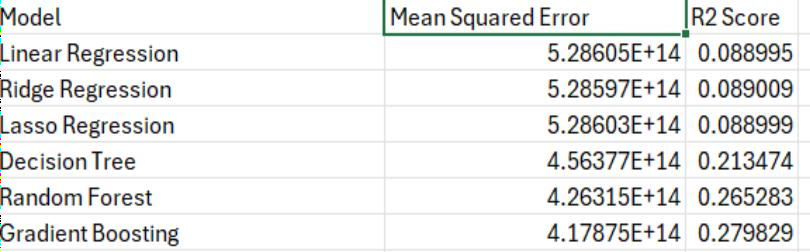 Model Mean Squared Error R2 Score
Linear Regression 5.28605E+14 0.088995
Ridge Regression 5.28597E+14 0.089009
Lasso Regression 5.28603E+14 0.088999
Decision Tree 4.56377E+14 0.213474
Random Forest 4.26315E+14 0.265283
Gradient Boosting 4.17875E+14 0.279829